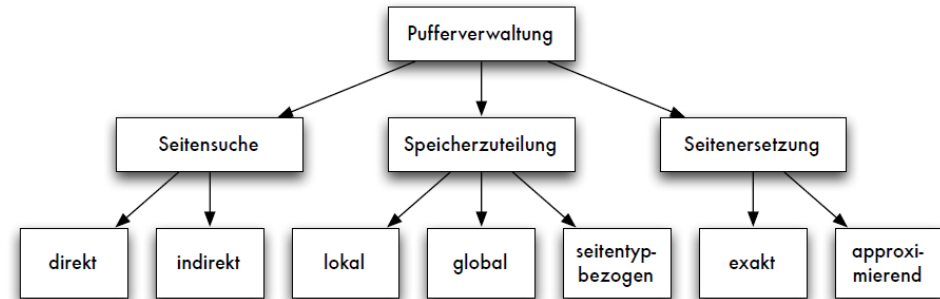 Pufferverwaltung
Seitensuche
Speicherzuteilung
Seitenersetzung
direkt
indirekt
lokal
global
seitentyp-
bezogen
exakt
approxi-
mierend